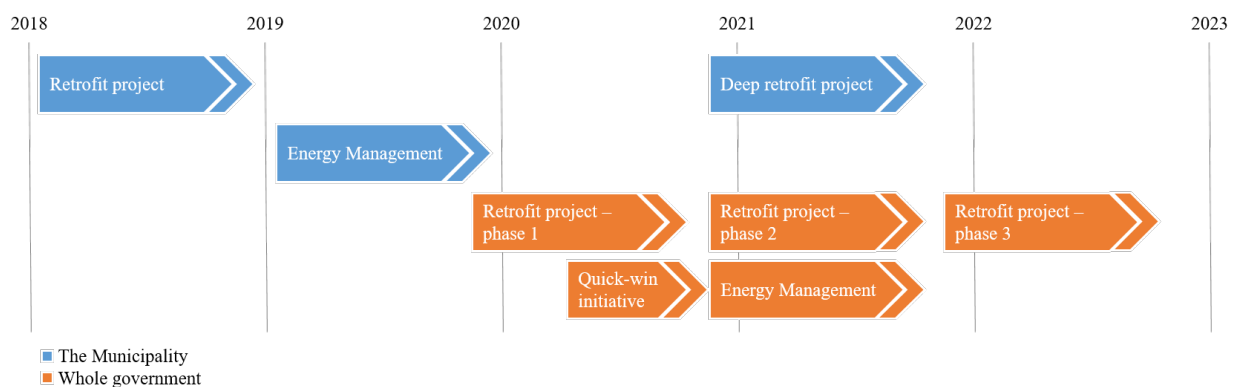 2018
2019
2020
2021
2022
2023
Retrofit project
Deep retrofit project
Energy Management
Retrofit project –
phase 1
Retrofit project –
phase 2
Retrofit project –
phase 3
Quick-win
initiative
Energy Management
The Municipality
Whole government